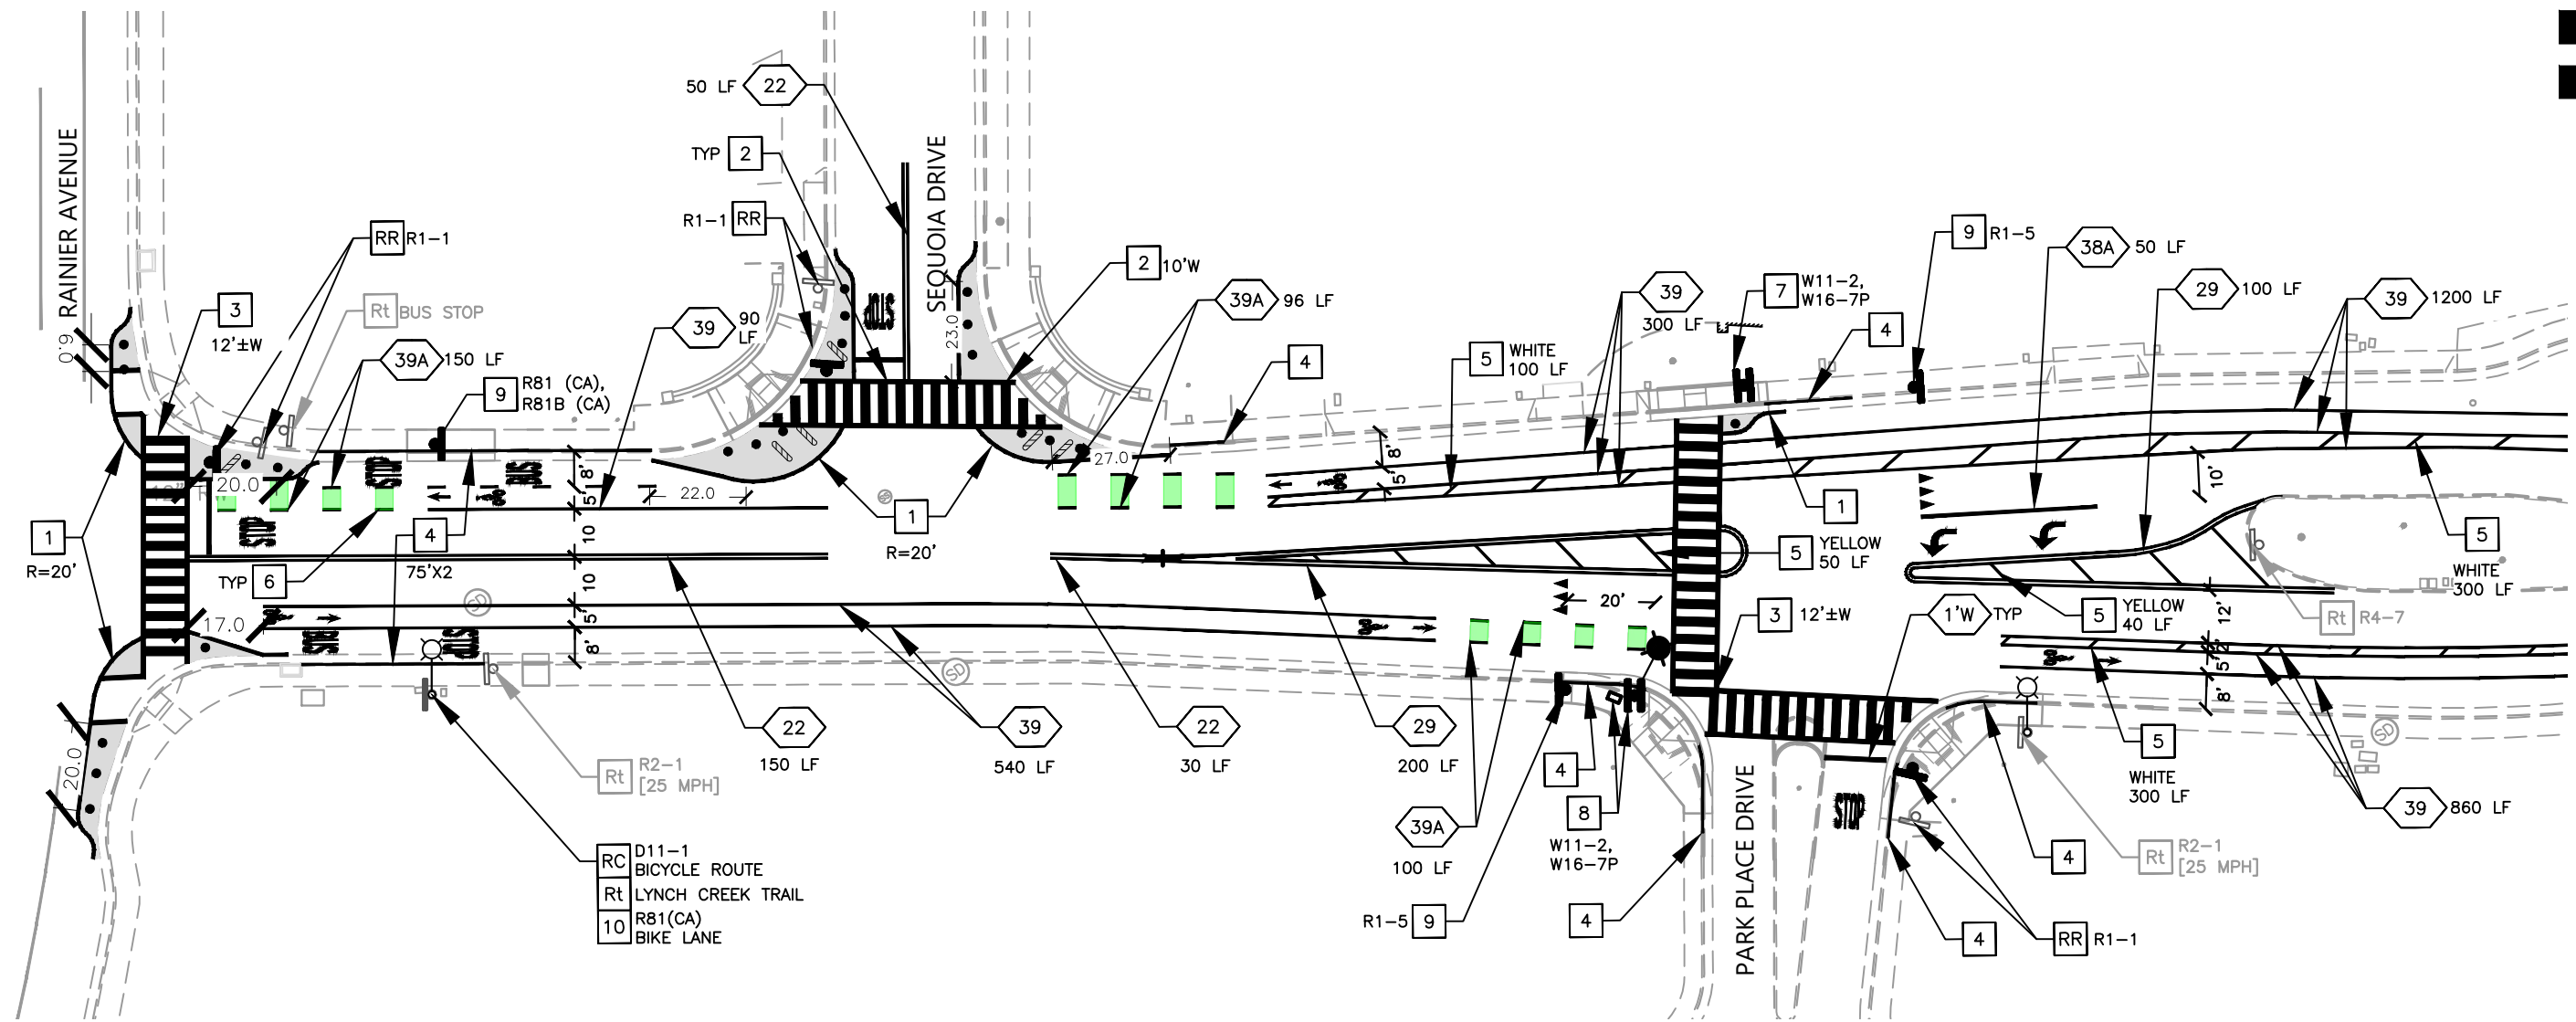 50 LF 22
TYP 2
R1-1 RR
RAINIER AVENUE
SEQUOIA DRIVE
RR R1-1
Rt BUS STOP
3
12'±W
39A 150 LF
9 R81 (CA),
R81B (CA)
39 90
LF
2 10'W
39A 96 LF
4
5 WHITE
100 LF
39
300 LF
7 W11-2,
W16-7P
4
9 R1-5
38A 50 LF
29 100 LF
39 1200 LF
6.0
23.0
STOP
STOP
BUS
20.0
22.0
27.0
8'
5'
10
10
5'
8'
8'
5'
10'
1
R=20'
STOP
4
75'X2
TYP 6
1
R=20'
1
5 YELLOW
50 LF
5
WHITE
300 LF
17.0
BUS
STOP
SD
SD
20'
3 12'±W
1'W TYP
5 YELLOW
40 LF
12'
2'
5'
8'
Rt R4-7
20.0
Rt R2-1
[25 MPH]
22
150 LF
39
540 LF
22
30 LF
29
200 LF
4
8
W11-2,
W16-7P
39A
100 LF
5
WHITE
300 LF
SD
39 860 LF
STOP
4
Rt R2-1
[25 MPH]
RC D11-1
BICYCLE ROUTE
Rt LYNCH CREEK TRAIL
10 R81(CA)
BIKE LANE
R1-5 9
4
PARK PLACE DRIVE
4
RR R1-1